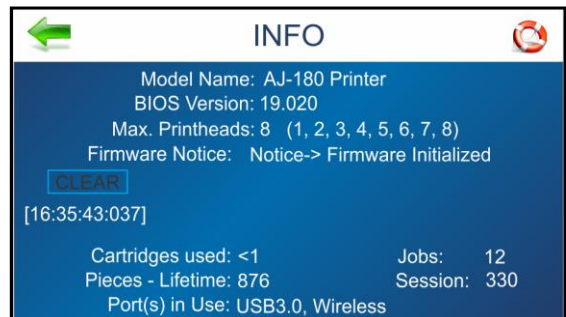 INFO
Model Name: AJ-180 Printer
BIOS Version: 19.020
Max. Printheads: 8 (1, 2, 3, 4, 5, 6, 7, 8)
Firmware Notice: Notice-> Firmware Initialized
CLEAR
[16:35:43:037]
Cartridges used: <1 Jobs: 12
Pieces - Lifetime: 876 Session: 330
Port(s) in Use: USB3.0, Wireless